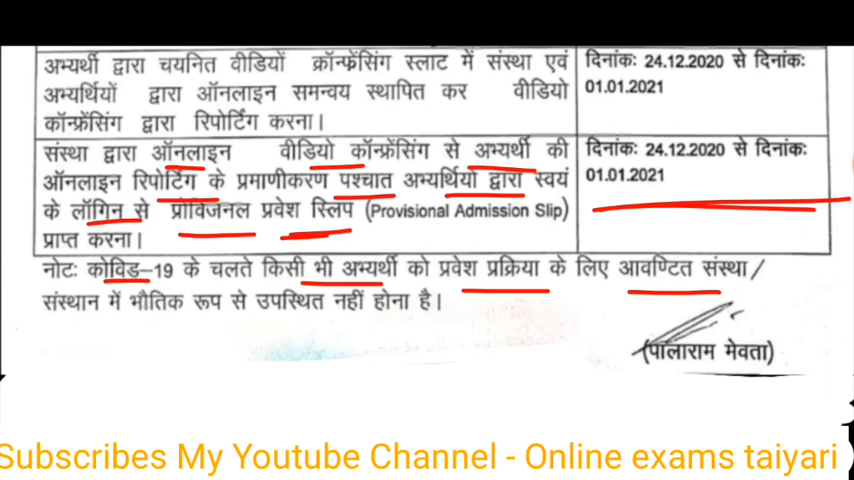 अभ्यर्थी द्वारा चयनित वीडियों क्रॉन्फ्रेंसिंग स्लाट में संस्था एवं
अभ्यर्थियों द्वारा ऑनलाइन समन्वय स्थापित कर वीडियो
कॉन्फ्रेंसिंग द्वारा रिपोर्टिंग करना।
दिनांकः 24.12.2020 से दिनांकः
01.01.2021
संस्था द्वारा ऑनलाइन वीडियो कॉन्फ्रेंसिंग से अभ्यर्थी की
ऑनलाइन रिपोर्टिंग के प्रमाणीकरण पश्चात अभ्यर्थियो द्वारा स्वयं
के लॉगिन से प्रोविजनल प्रवेश स्लिप (Provisional Admission Slip)
प्राप्त करना।
दिनांकः 24.12.2020 से दिनांकः
01.01.2021
नोटः कोविड–19 के चलते किसी भी अभ्यर्थी को प्रवेश प्रक्रिया के लिए आवण्टित संस्था/
संस्थान में भौतिक रूप से उपस्थित नहीं होना है।
(पालाराम मेवता)
Subscribes My Youtube Channel - Online exams taiyari )